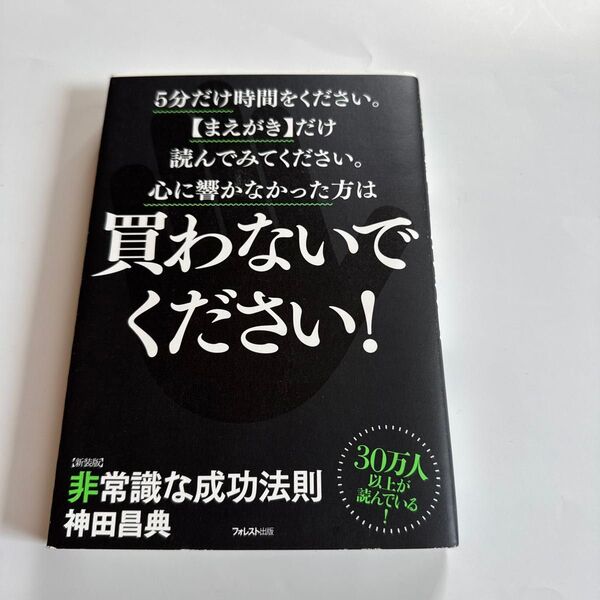 5分だけ時間をください。
【まえがき】だけ
読んでみてください。
心に響かなかった方は
買わないで
ください!
【新装版】
非常識な成功法則
神田昌典
フォレスト出版
30万人
以上が
読んでいる
!